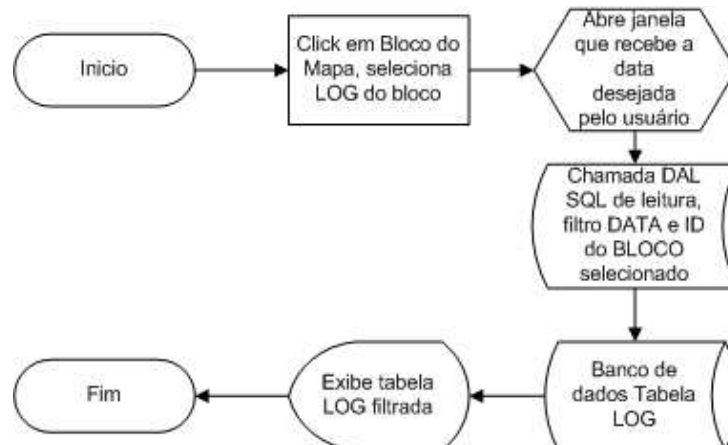 Inicio
Click em Bloco do
Mapa, seleciona
LOG do bloco
Abre janela
que recebe a
data
desejada
pelo usuário
Chamada DAL
SQL de leitura,
filtro DATA e ID
do BLOCO
selecionado
Banco de
dados Tabela
LOG
Exibe tabela
LOG filtrada
Fim